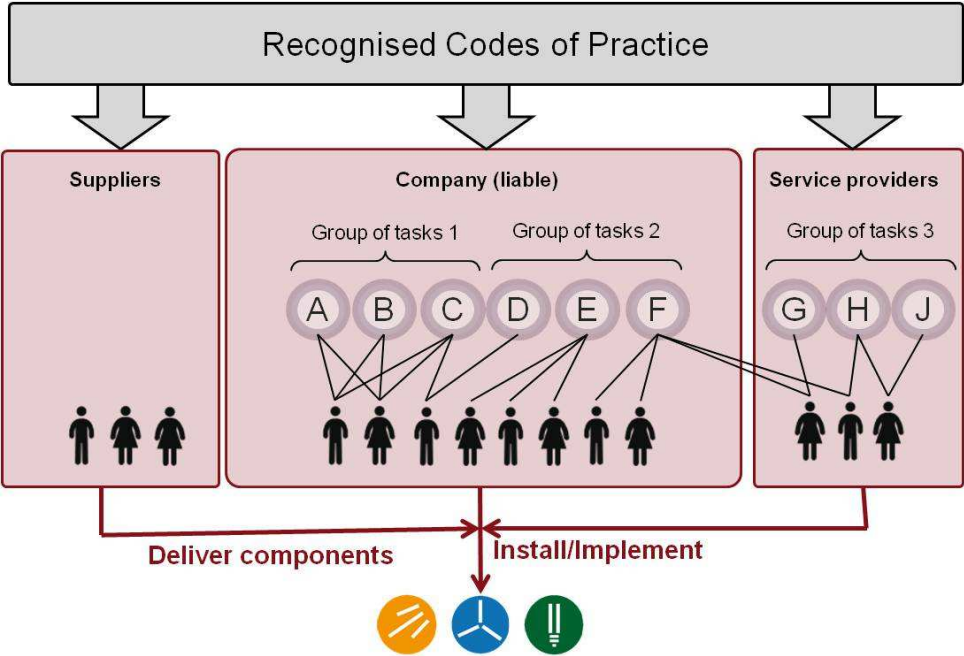 Recognised Codes of Practice
Suppliers
Company (liable)
Service providers
Group of tasks 1
Group of tasks 2
Group of tasks 3
A B C D E F G H J
Deliver components
Install/Implement